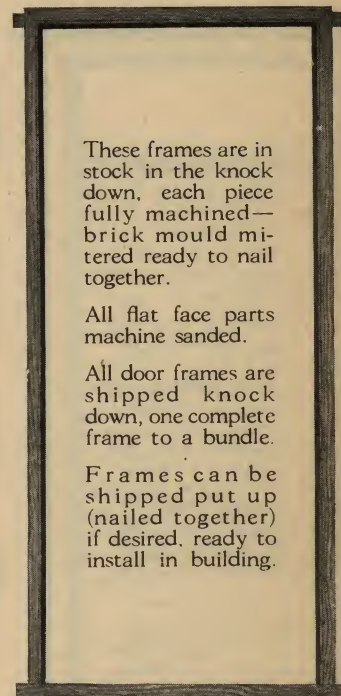 These frames are in
stock in the knock
down, each piece
fully machined—
brick mould mi-
tered ready to nail
together.
All flat face parts
machine sanded.
All door frames are
shipped knock
down, one complete
frame to a bundle.
Frames can be
shipped put up
(nailed together)
if desired, ready to
install in building.